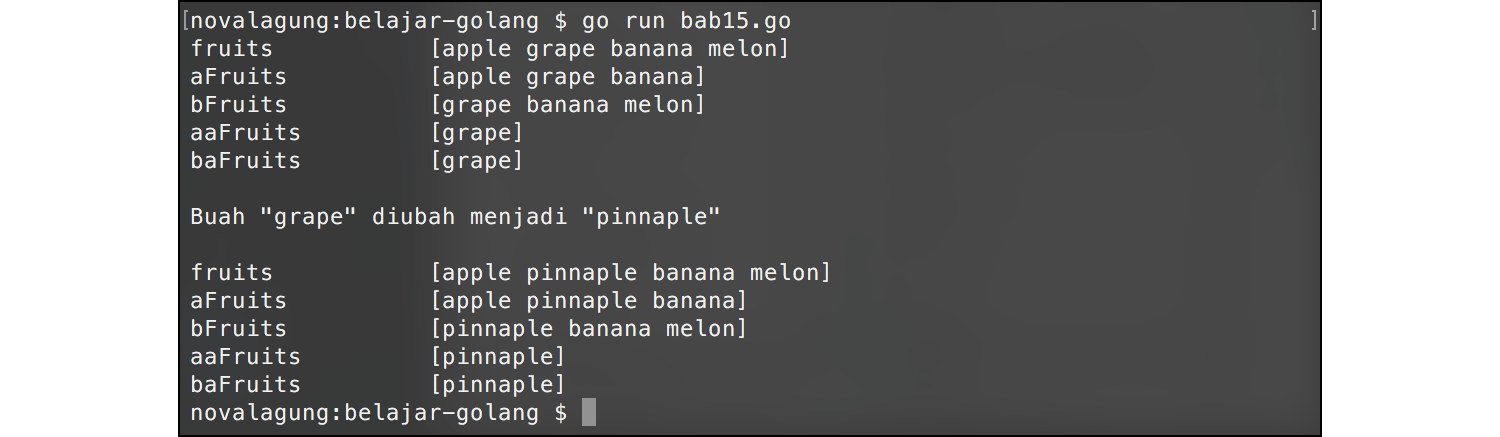 [novalagung:belajar-golang $ go run bab15.go ]
fruits [apple grape banana melon]
aFruits [apple grape banana]
bFruits [grape banana melon]
aaFruits [grape]
baFruits [grape]
Buah "grape" diubah menjadi "pinnaple"
fruits [apple pinnaple banana melon]
aFruits [apple pinnaple banana]
bFruits [pinnaple banana melon]
aaFruits [pinnaple]
baFruits [pinnaple]
novalagung:belajar-golang $